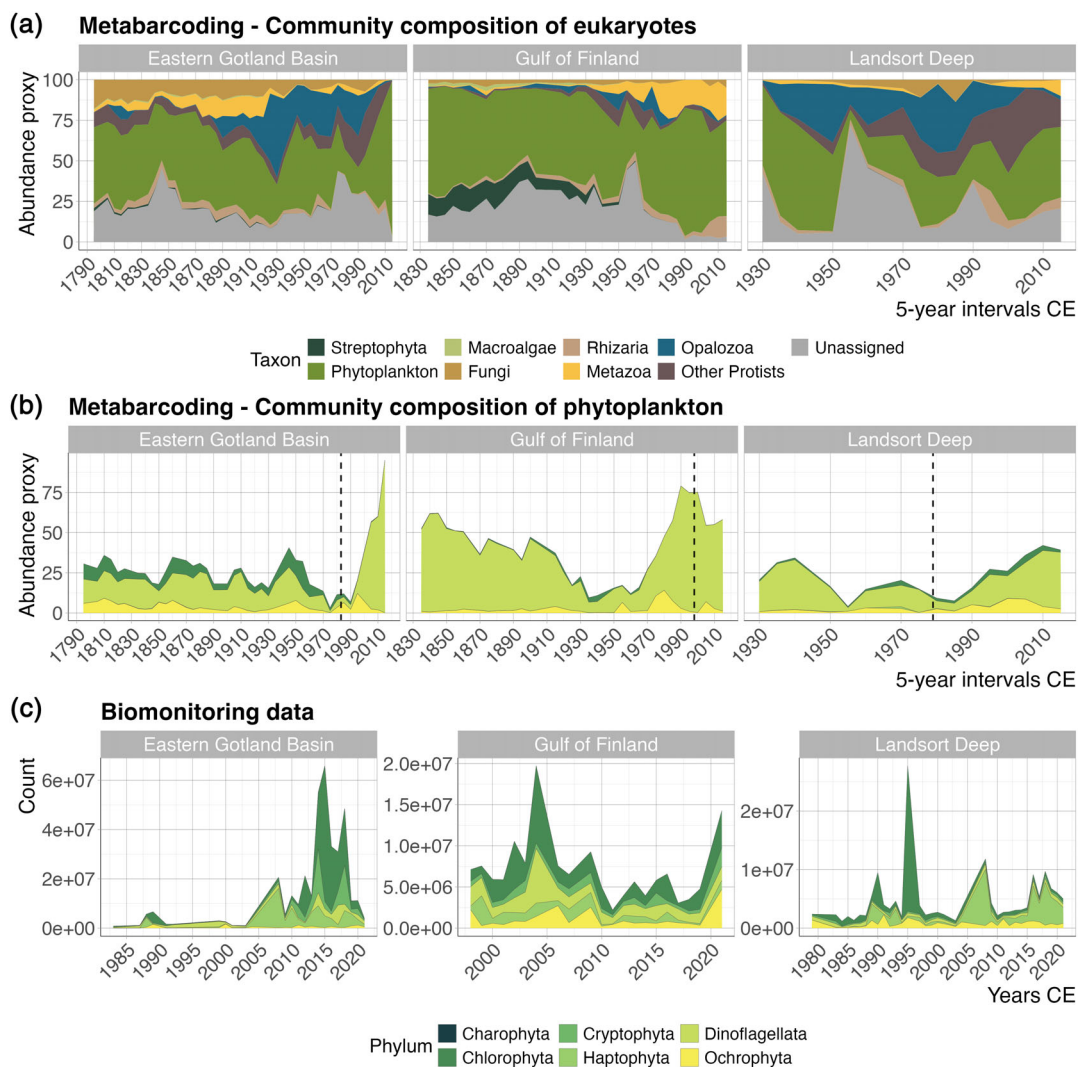 (a) Metabarcoding - Community composition of eukaryotes
Eastern Gotland Basin Gulf of Finland Landsort Deep
Abundance proxy
100
75
50
25
0
1790 1810 1830 1850 1870 1890 1910 1930 1950 1970 1990 2010
1830 1850 1870 1890 1910 1930 1950 1970 1990 2010
1930 1950 1970 1990 2010
5-year intervals CE
Taxon
Streptophyta Macroalgae Rhizaria Opalozoa Unassigned
Phytoplankton Fungi Metazoa Other Protists
(b) Metabarcoding - Community composition of phytoplankton
Eastern Gotland Basin Gulf of Finland Landsort Deep
Abundance proxy
75
50
25
0
1790 1810 1830 1850 1870 1890 1910 1930 1950 1970 1990 2010
1830 1850 1870 1890 1910 1930 1950 1970 1990 2010
1930 1950 1970 1990 2010
5-year intervals CE
(c) Biomonitoring data
Eastern Gotland Basin Gulf of Finland Landsort Deep
Count
6e+07
4e+07
2e+07
0e+00
1985 1990 1995 2000 2005 2010 2015 2020
2.0e+07
1.5e+07
1.0e+07
5.0e+06
0.0e+00
2000 2005 2010 2015 2020
2e+07
1e+07
0e+00
1980 1985 1990 1995 2000 2005 2010 2015 2020
Years CE
Phylum
Charophyta Cryptophyta Dinoflagellata
Chlorophyta Haptophyta Ochrophyta